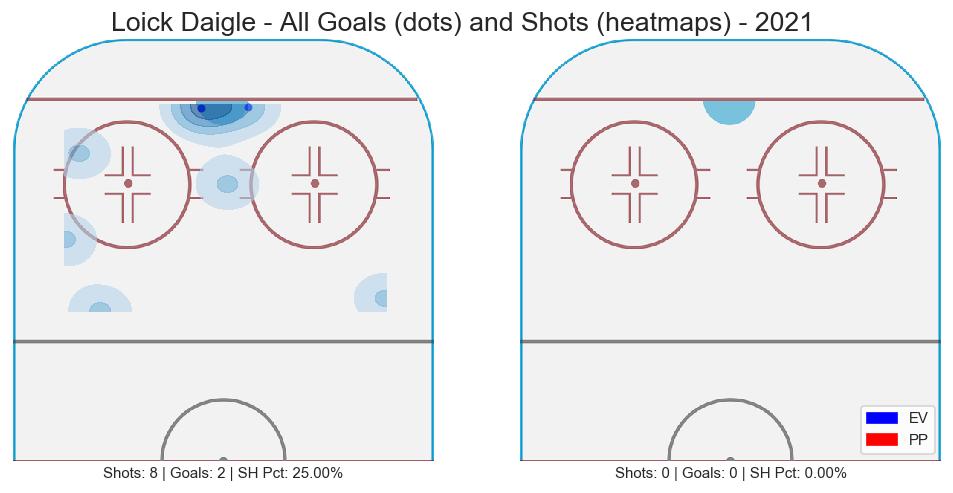 Loick Daigle - All Goals (dots) and Shots (heatmaps) - 2021
EV
PP
Shots: 8 | Goals: 2 | SH Pct: 25.00%
Shots: 0 | Goals: 0 | SH Pct: 0.00%